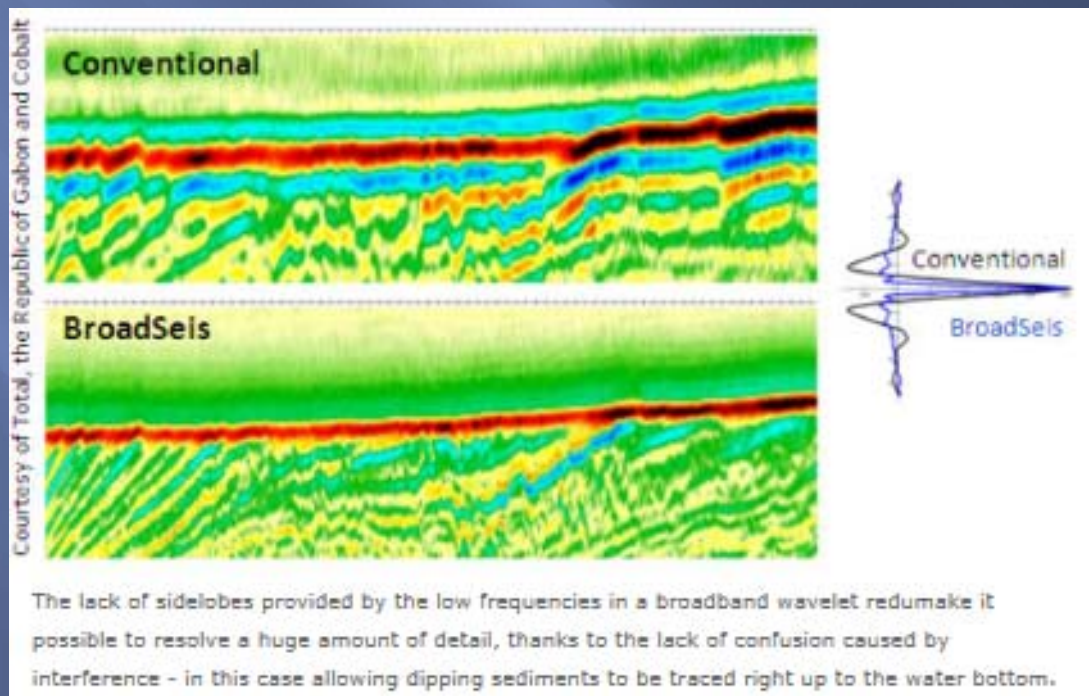 Courtesy of Total, the Republic of Gabon and Cobalt
Conventional
BroadSeis
Conventional
BroadSeis
The lack of sidelobes provided by the low frequencies in a broadband wavelet redumake it
possible to resolve a huge amount of detail, thanks to the lack of confusion caused by
interference - in this case allowing dipping sediments to be traced right up to the water bottom.